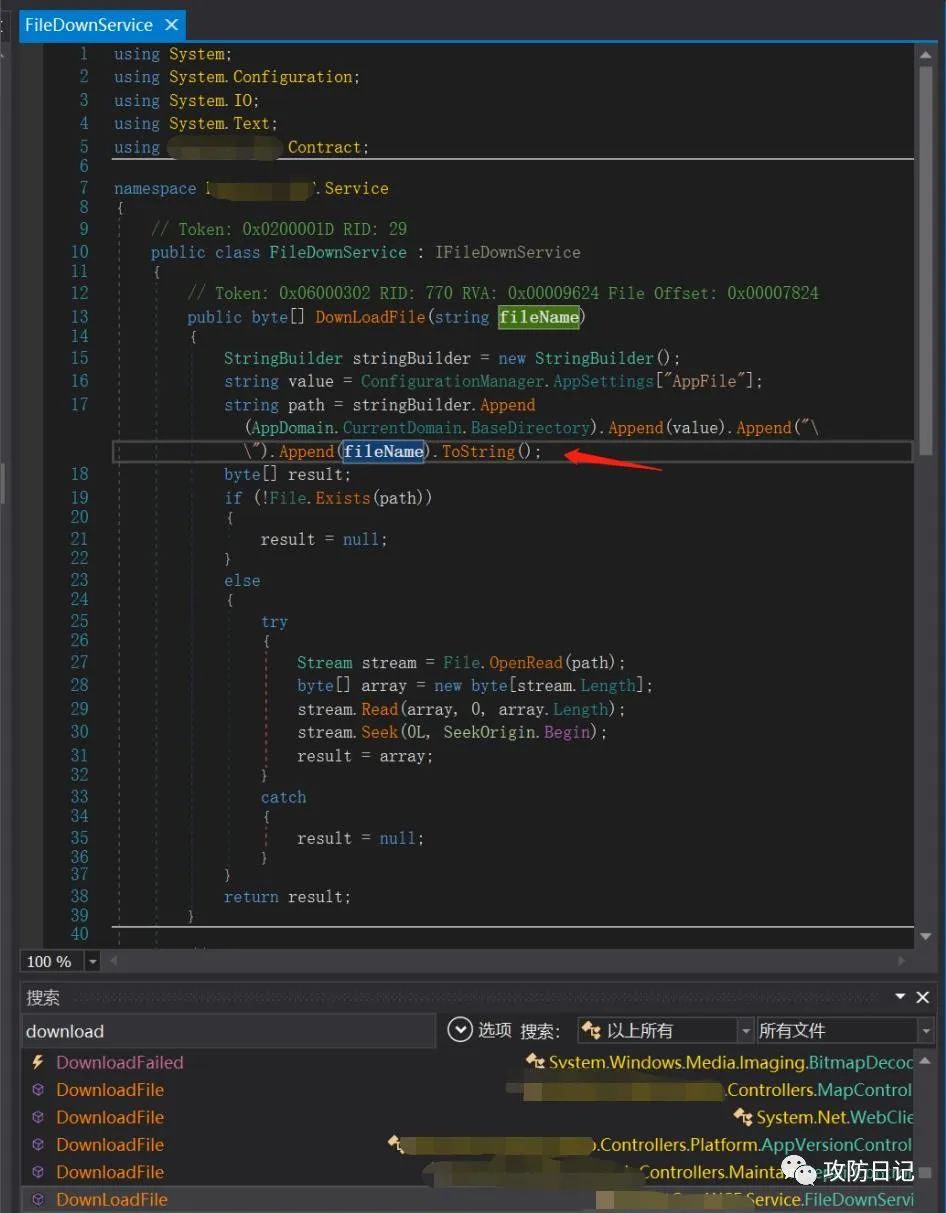 FileDownService ✕
1 using System;
2 using System.Configuration;
3 using System.IO;
4 using System.Text;
5 using Contract;
6
7 namespace .Service
8 {
9 // Token: 0x0200001D RID: 29
10 public class FileDownService : IFileDownService
11 {
12 // Token: 0x06000302 RID: 770 RVA: 0x00009624 File Offset: 0x00007824
13 public byte[] DownLoadFile(string fileName)
14 {
15 StringBuilder stringBuilder = new StringBuilder();
16 string value = ConfigurationManager.AppSettings["AppFile"];
17 string path = stringBuilder.Append
(AppDomain.CurrentDomain.BaseDirectory).Append(value).Append("\
\").Append(fileName).ToString();
18 byte[] result;
19 if (!File.Exists(path))
20 {
21 result = null;
22 }
23 else
24 {
25 try
26 {
27 Stream stream = File.OpenRead(path);
28 byte[] array = new byte[stream.Length];
29 stream.Read(array, 0, array.Length);
30 stream.Seek(0L, SeekOrigin.Begin);
31 result = array;
32 }
33 catch
34 {
35 result = null;
36 }
37 }
38 return result;
39 }
40
100 %
搜索
download 选项 搜索: 以上所有 所有文件
DownloadFailed System.Windows.Media.Imaging.BitmapDecoc
DownloadFile .Controllers.MapControl
DownloadFile System.Net.WebClie
DownloadFile .Controllers.Platform.AppVersionControl
DownloadFile Controllers.Mainta
DownLoadFile Service.FileDownServi
攻防日记